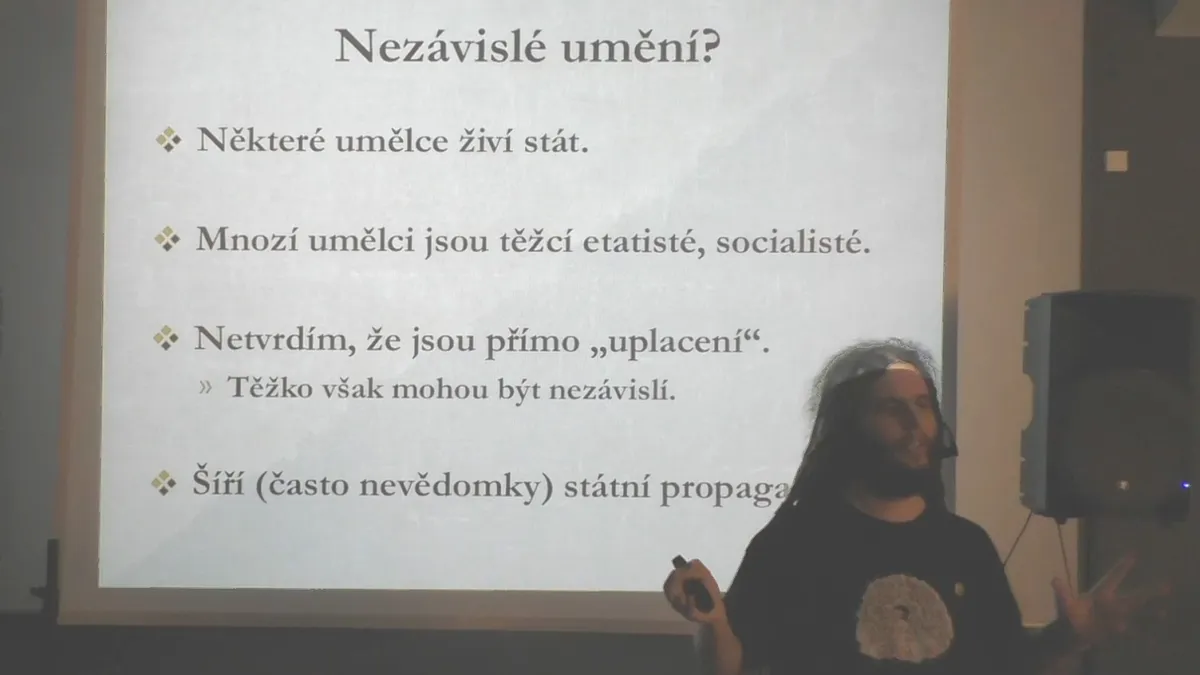 Nezávislé umění?
Některé umělce živí stát.
Mnozí umělci jsou těžcí etatisté, socialisté.
Netvrdím, že jsou přímo „uplacení“.
» Těžko však mohou být nezávislí.
Šíří (často nevědomky) státní propaga